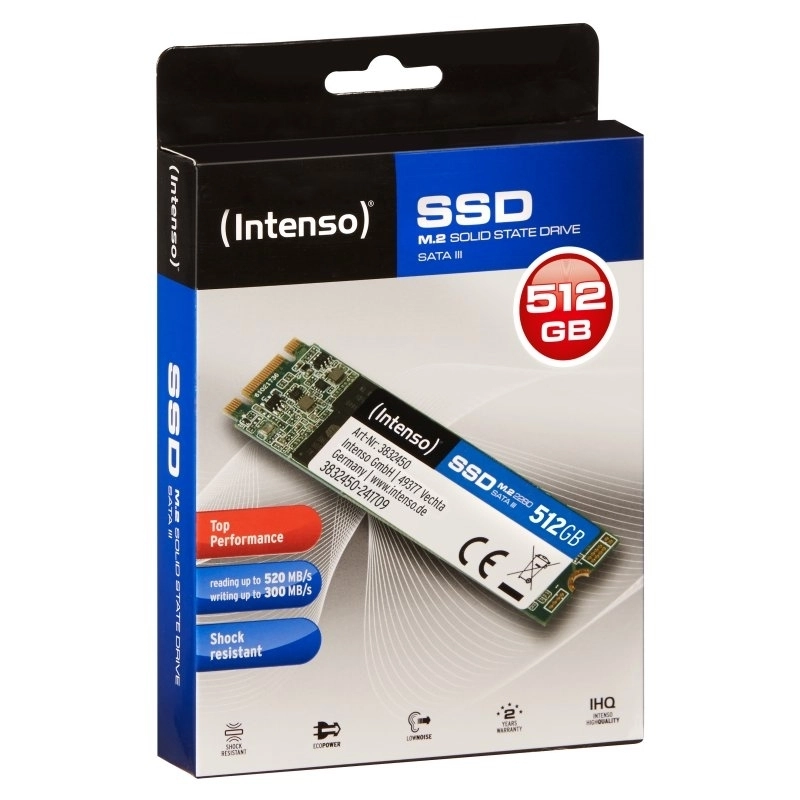 (Intenso)®
SSD
M.2 SOLID STATE DRIVE
SATA III
512
GB
(Intenso)
SSD
M.2 SOLID STATE DRIVE
SATA III
(Intenso)
Art-Nr. 3832450
Intenso GmbH | 49377 Vechta
Germany | www.intenso.de
3832450-241709
SSD M.2 2280
SATA III
512GB
CE
Top
Performance
reading up to 520 MB/s
writing up to 300 MB/s
Shock
resistant
SHOCK
RESISTANT
ECOPOWER
LOWNOISE
2
YEARS
WARRANTY
IHQ
INTENSO
HIGHQUALITY